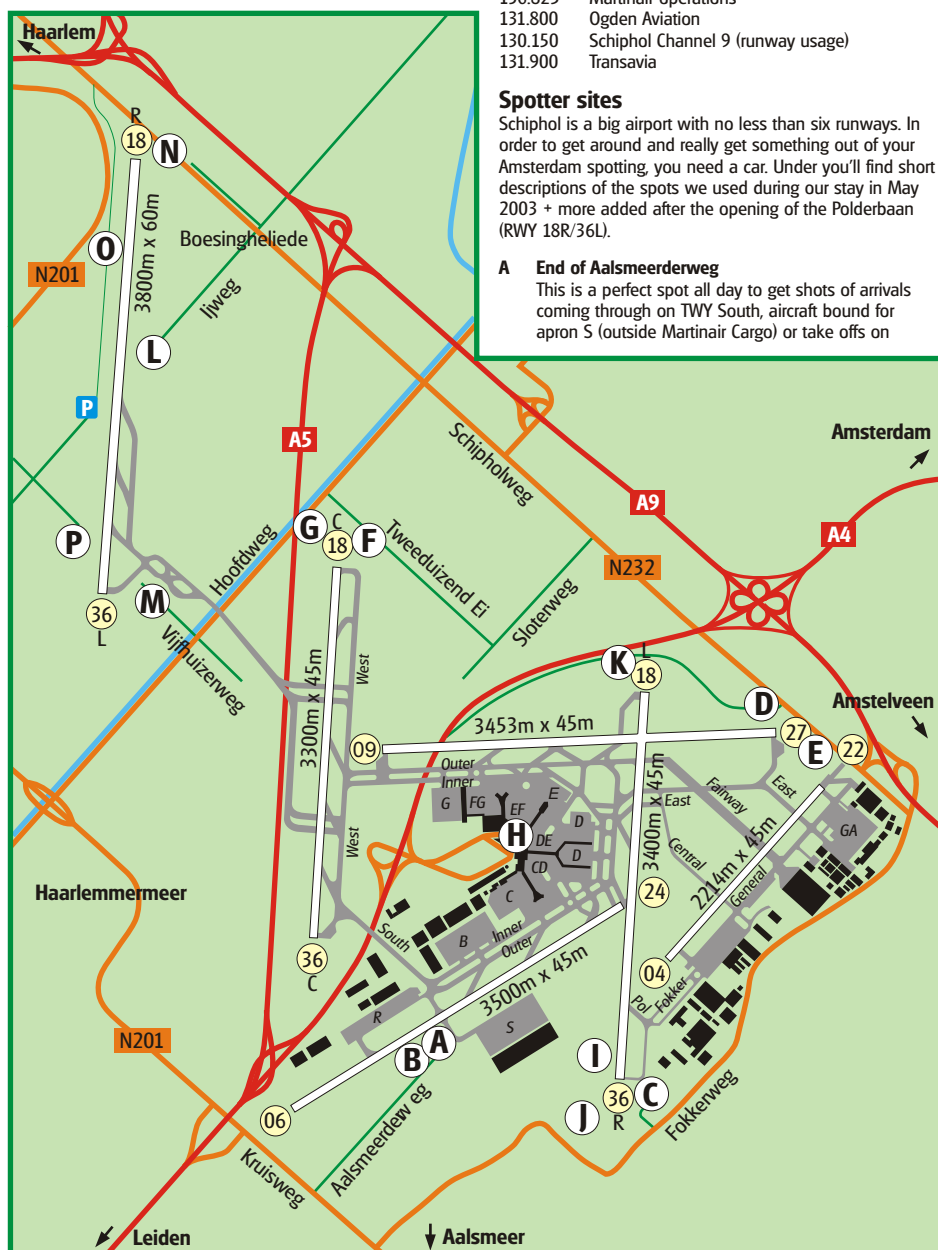 131.800 Ogden Aviation
130.150 Schiphol Channel 9 (runway usage)
131.900 Transavia
Spotter sites
Schiphol is a big airport with no less than six runways. In
order to get around and really get something out of your
Amsterdam spotting, you need a car. Under you'll find short
descriptions of the spots we used during our stay in May
2003 + more added after the opening of the Polderbaan
(RWY 18R/36L).
A End of Aalsmeerderweg
This is a perfect spot all day to get shots of arrivals
coming through on TWY South, aircraft bound for
apron S (outside Martinair Cargo) or take offs on
Haarlem
R
18
N
O
3800m x 60m
Boesingheliede
N201
Ijweg
L
P
A5
Schipholweg
Amsterdam
A9
A4
G
C
18
F
Hoofdweg
Tweeduizend El
P
N232
36
L
M
Vijfhuizerweg
Sloterweg
West
K
L
18
3300m x 45m
D
Amstelveen
09
3453m x 45m
27
E
22
Outer
Inner
G
FG
EF
E
D
East
Fairway
East
West
H
DE
D
3400m x 45m
Central
GA
CD
2214m x 45m
General
Haarlemmermeer
C
24
South
B
Inner
Outer
36
C
04
3500m x 45m
Pol
Fokker
R
S
N201
B
A
I
06
36
R
C
J
Aalsmeerderw eg
Fokkerweg
Kruisweg
Leiden
Aalsmeer